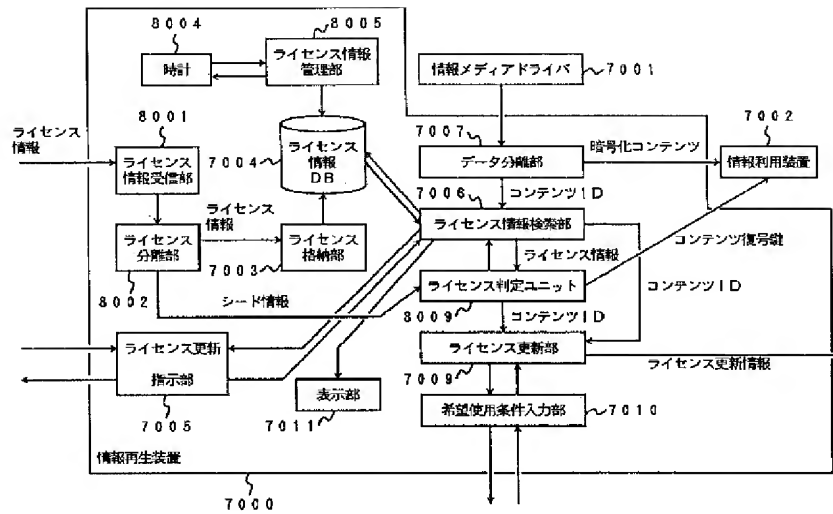 8004
8005
時計
ライセンス情報
管理部
情報メディアドライバ
7001
ライセンス
情報
8001
7007
7002
7004
ライセンス
情報
DB
データ分離部
暗号化コンテンツ
情報利用装置
ライセンス
情報受信部
コンテンツID
7006
ライセンス
情報
ライセンス情報検索部
ライセンス
分離部
ライセンス
格納部
ライセンス情報
コンテンツ復号鍵
7003
8002
シード情報
ライセンス判定ユニット
コンテンツID
8009
コンテンツID
ライセンス更新
指示部
ライセンス更新部
7009
ライセンス更新情報
7005
表示部
7011
希望使用条件入力部
7010
情報再生装置
7000